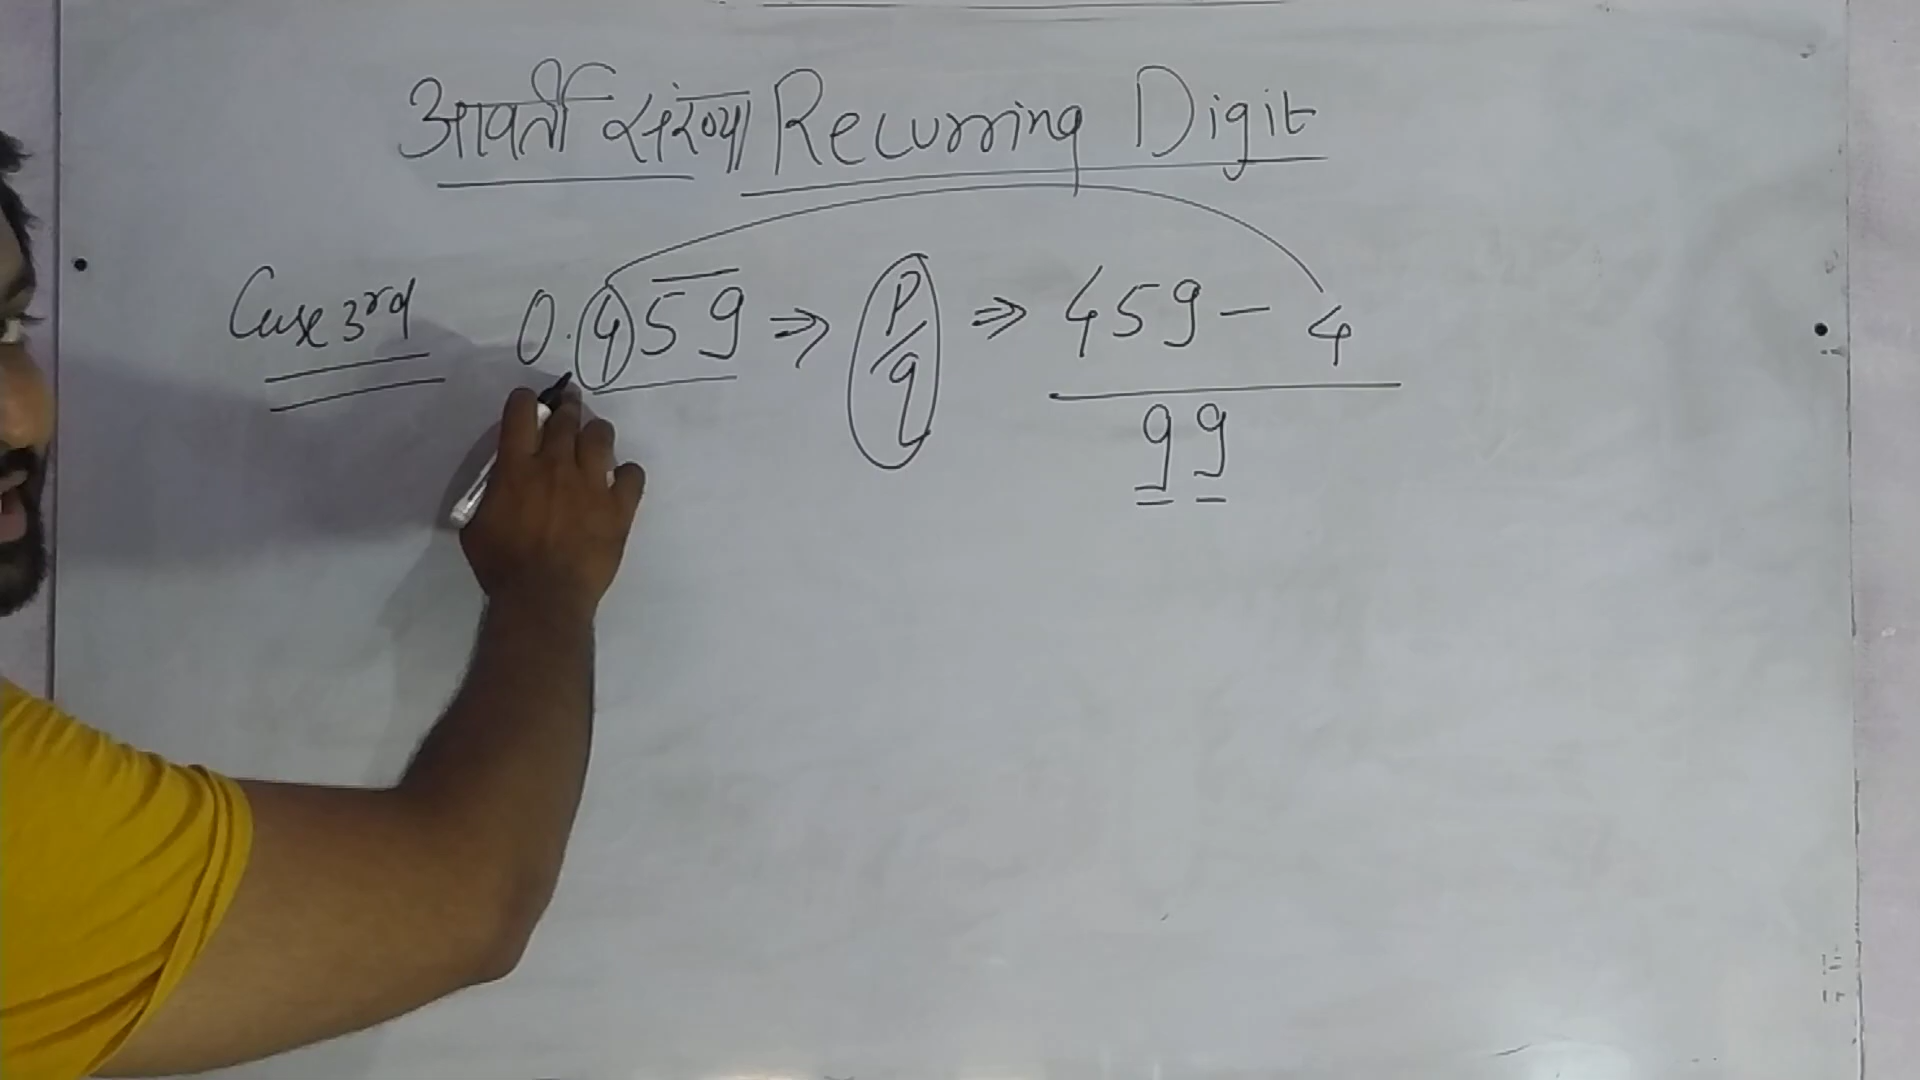 आवर्ती संख्या Recurring Digit
Case 3rd 0.459̅ ⇒ p/q ⇒ 459 - 4
99